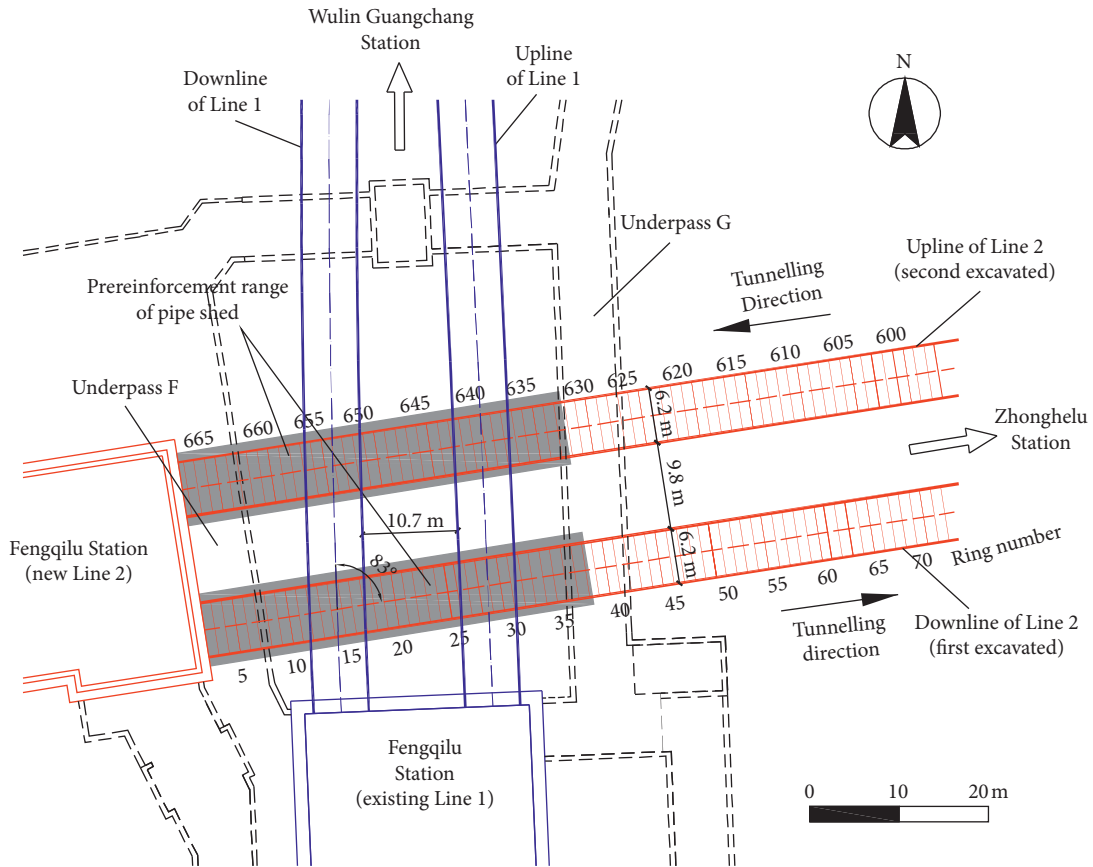 Wulin Guangchang
Station
Downline
of Line 1
Upline
of Line 1
N
Underpass G
Prereinforcement range
of pipe shed
Upline of Line 2
(second excavated)
Tunnelling
Direction
Underpass F
665
660
655
650
645
640
635
630
625
620
615
610
605
600
6.2 m
9.8 m
6.2 m
Zhonghelu
Station
10.7 m
83°
Fengqilu Station
(new Line 2)
Ring number
5
10
15
20
25
30
35
40
45
50
55
60
65
70
Tunnelling
direction
Downline of Line 2
(first excavated)
Fengqilu
Station
(existing Line 1)
0
10
20 m